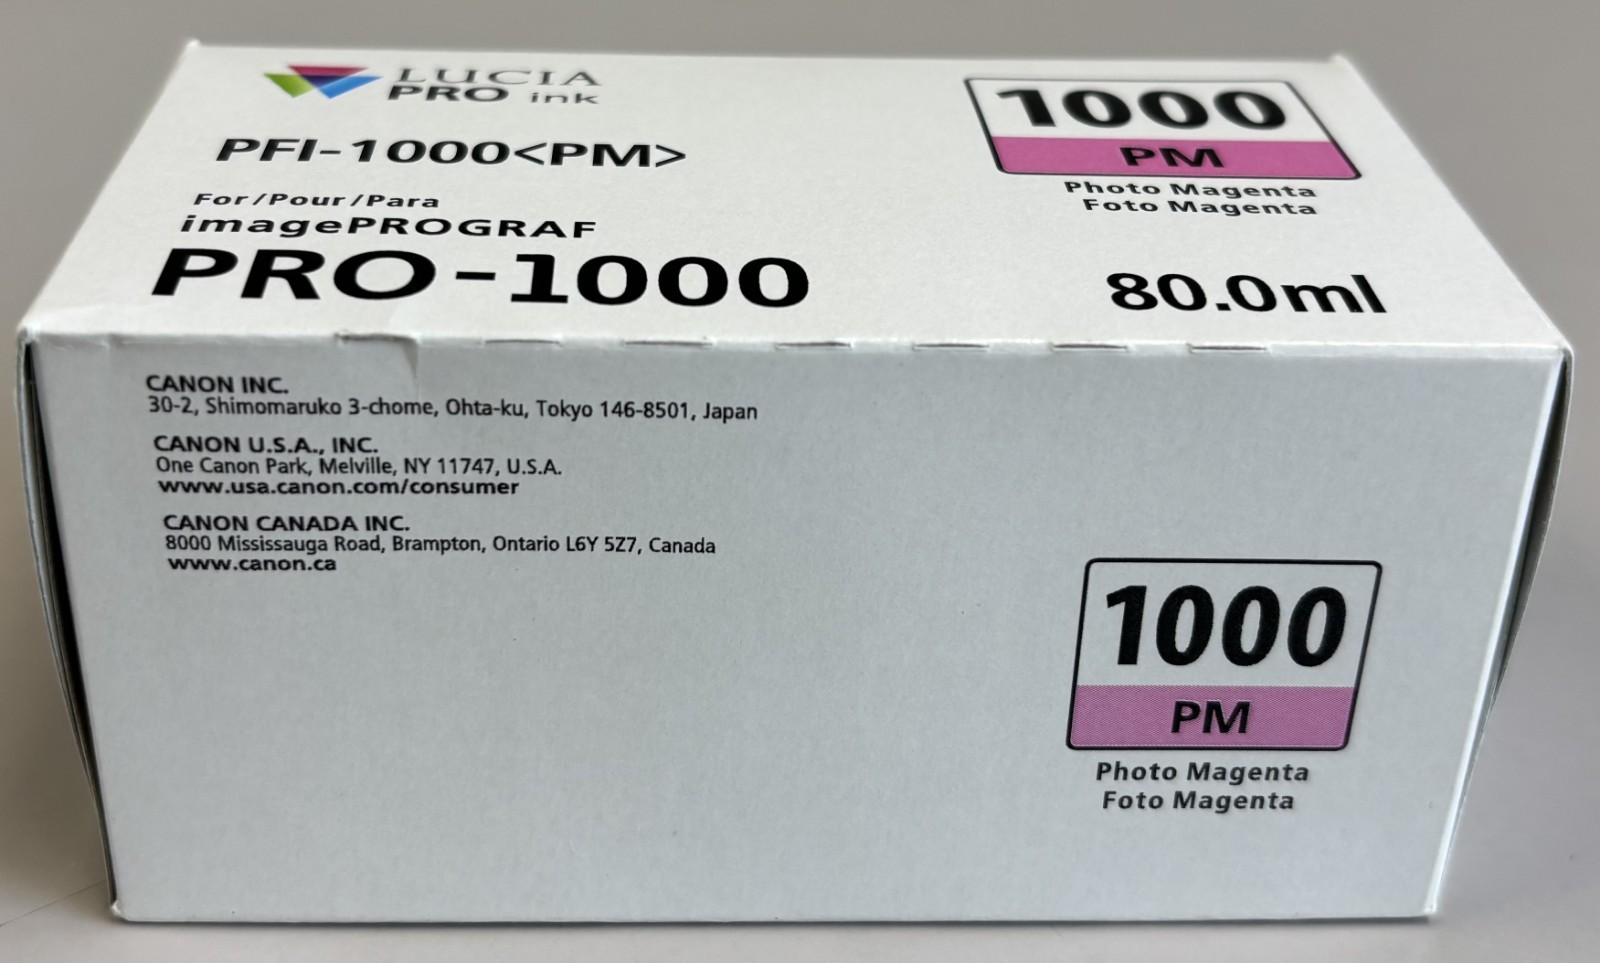 LUCIA
PRO ink
PFI-1000<PM>
For/Pour/Para
imagePROGRAF
PRO-1000
1000
PM
Photo Magenta
Foto Magenta
80.0ml
CANON INC.
30-2, Shimomaruko 3-chome, Ohta-ku, Tokyo 146-8501, Japan
CANON U.S.A., INC.
One Canon Park, Melville, NY 11747, U.S.A.
www.usa.canon.com/consumer
CANON CANADA INC.
8000 Mississauga Road, Brampton, Ontario L6Y 5Z7, Canada
www.canon.ca
1000
PM
Photo Magenta
Foto Magenta